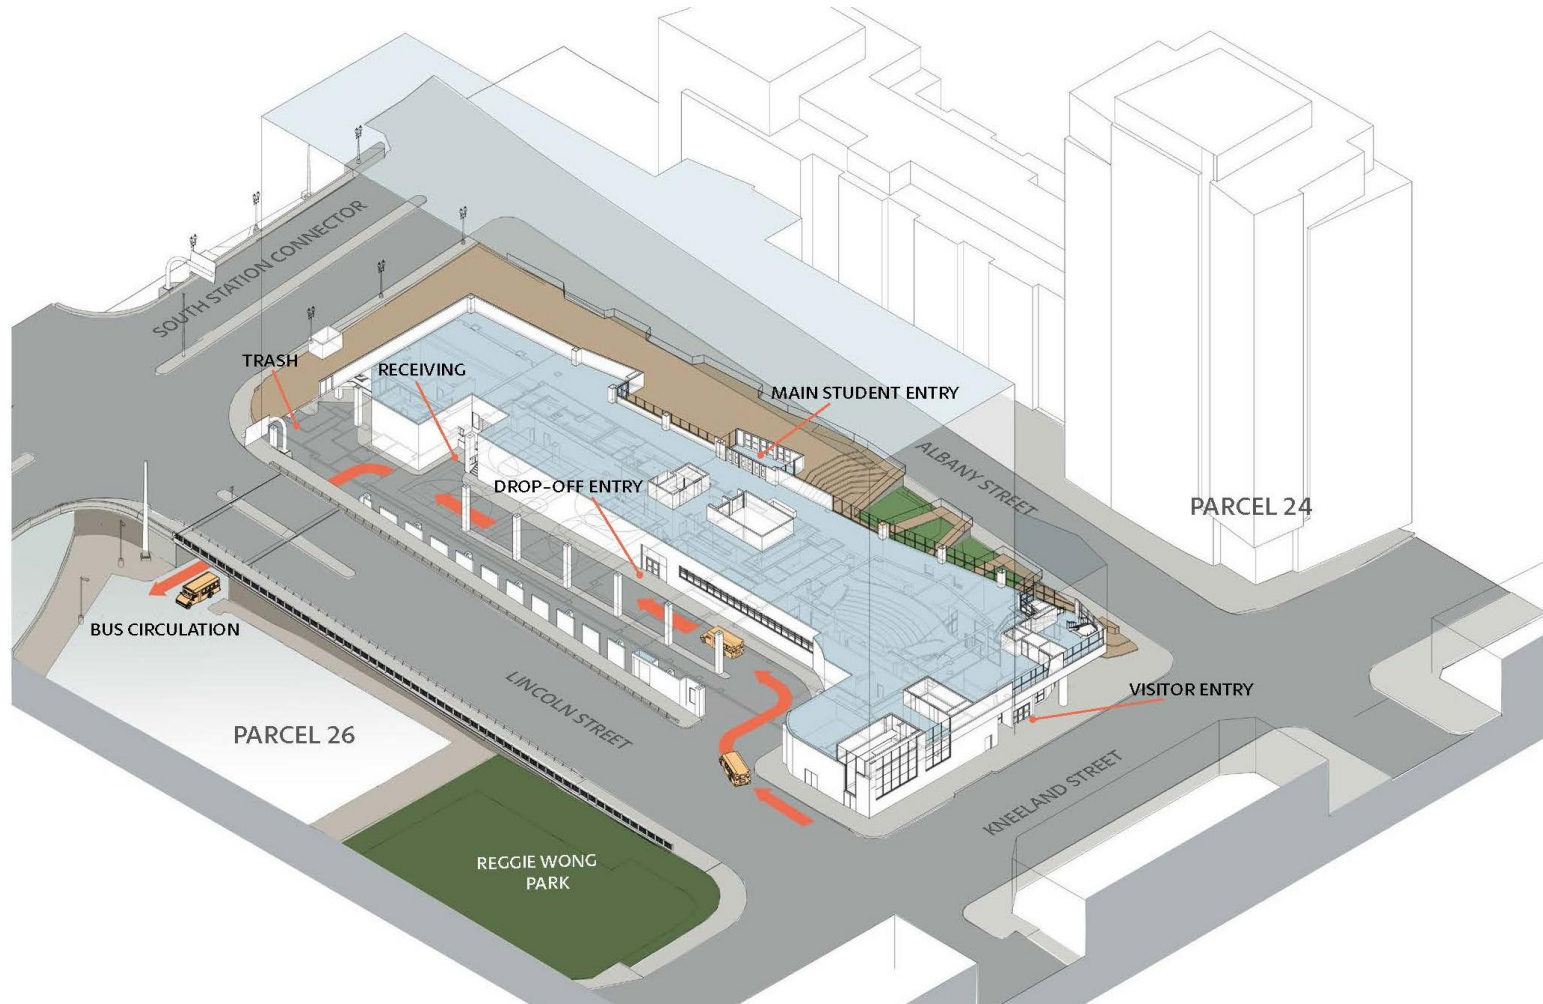 SOUTH STATION CONNECTOR
TRASH
RECEIVING
MAIN STUDENT ENTRY
ALBANY STREET
DROP-OFF ENTRY
PARCEL 24
BUS CIRCULATION
LINCOLN STREET
VISITOR ENTRY
PARCEL 26
KNEELAND STREET
REGGIE WONG
PARK